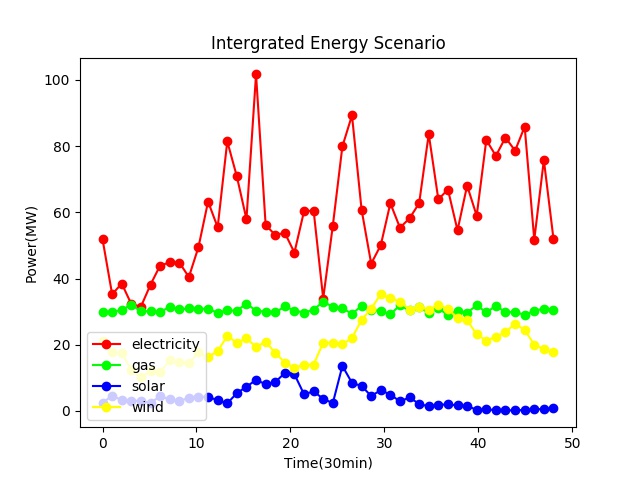 Intergrated Energy Scenario
Power(MW)
100
80
60
40
20
0
electricity
gas
solar
wind
0 10 20 30 40 50
Time(30min)